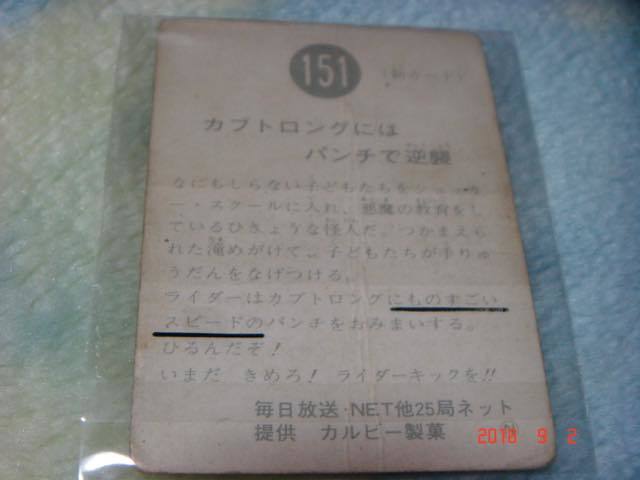 151
カブトロングには
パンチで逆襲
なにもしらない子どもたちをショッカ
ー・スクールに入れ、悪魔の教育をし
ているひきょうな怪人だ。つかまえら
れた滝めがけて、子どもたちが手りゅ
うだんをなげつける。
ライダーはカブトロングにものすごい
スピードのパンチをおみまいする。
ひるんだぞ!
いまだ きめろ! ライダーキックを!!
毎日放送・NET他25局ネット
提供 カルビー製菓
2010 9 2